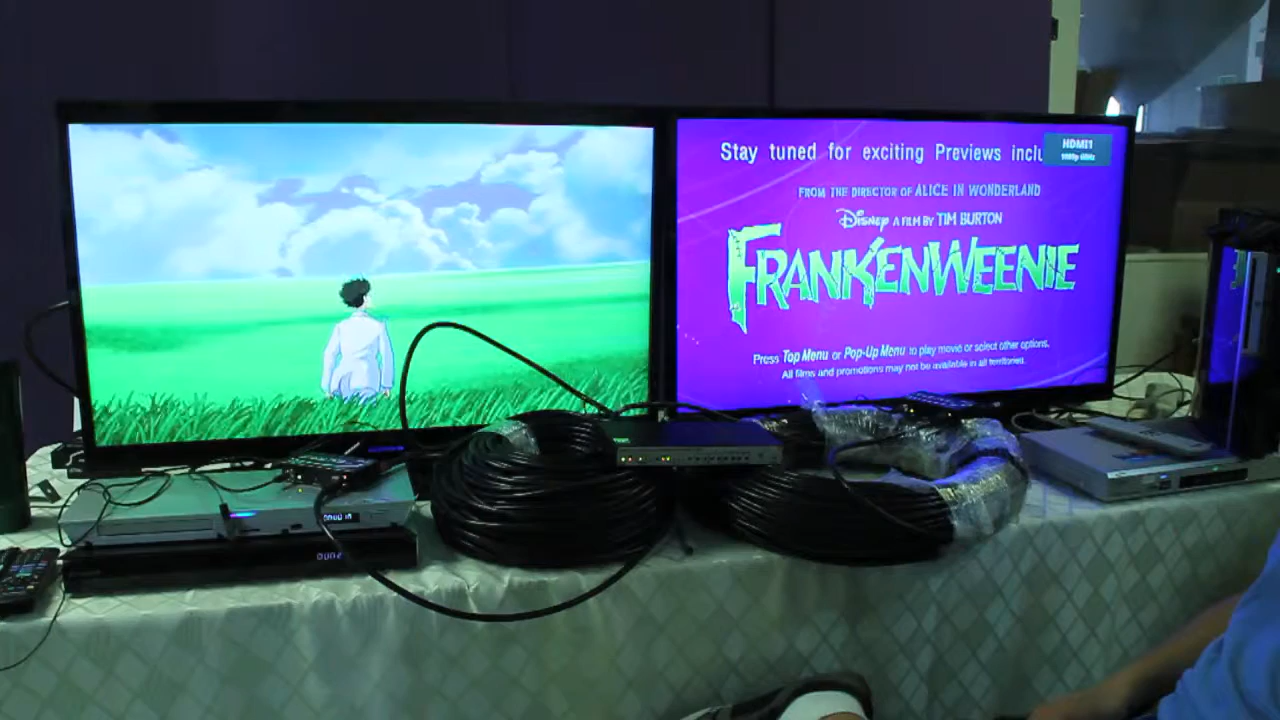 Stay tuned for exciting Previews inclu
HDMI1
1080p 60Hz
FROM THE DIRECTOR OF ALICE IN WONDERLAND
Disney A FILM BY TIM BURTON
FRANKENWEENIE
Press Top Menu or Pop-Up Menu to play movie or select other options.
All films and promotions may not be available in all territories.